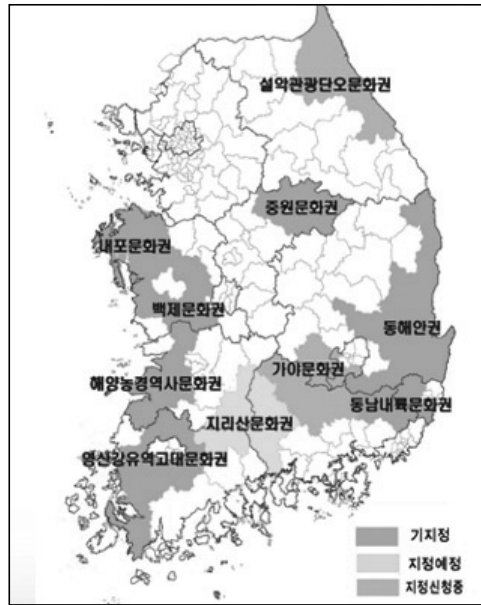 설악관광단오문화권
중원문화권
내포문화권
백제문화권
동해안권
가야문화권
해양농경역사문화권
동남내륙문화권
지리산문화권
영산강유역고대문화권
기지정
지정예정
지정신청중